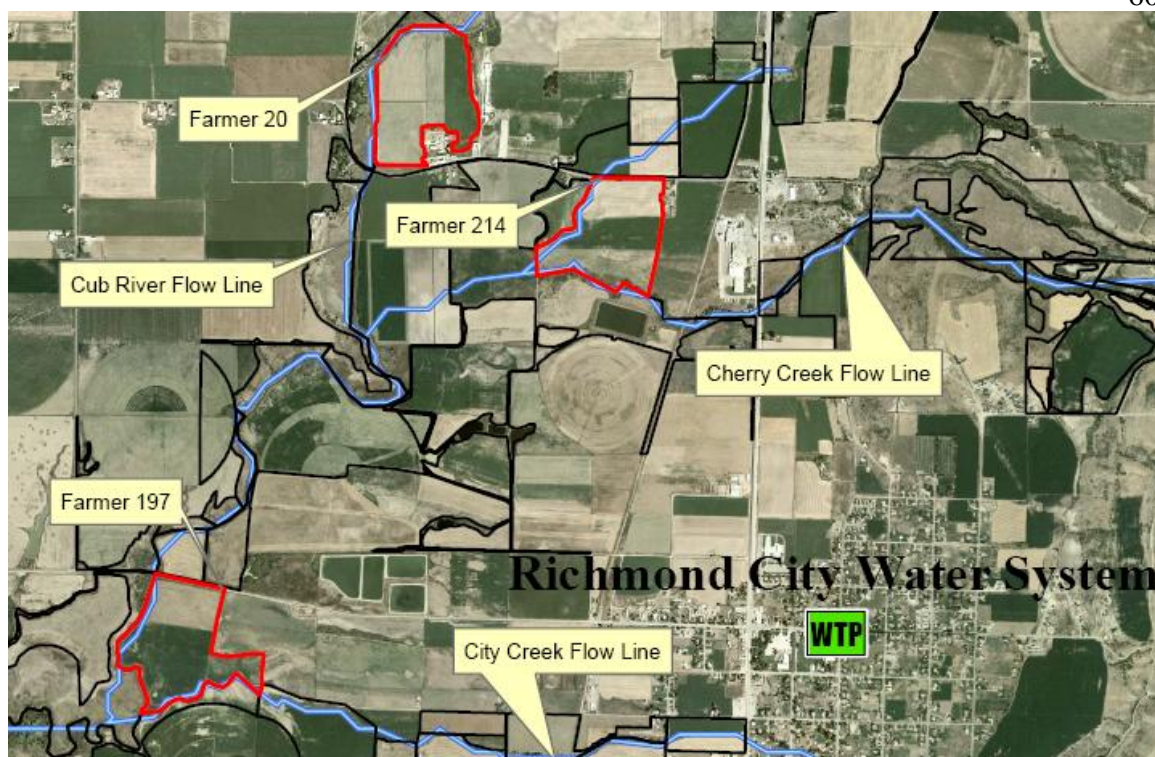 Farmer 20
Farmer 214
Cub River Flow Line
Cherry Creek Flow Line
Farmer 197
Richmond City Water System
WTP
City Creek Flow Line